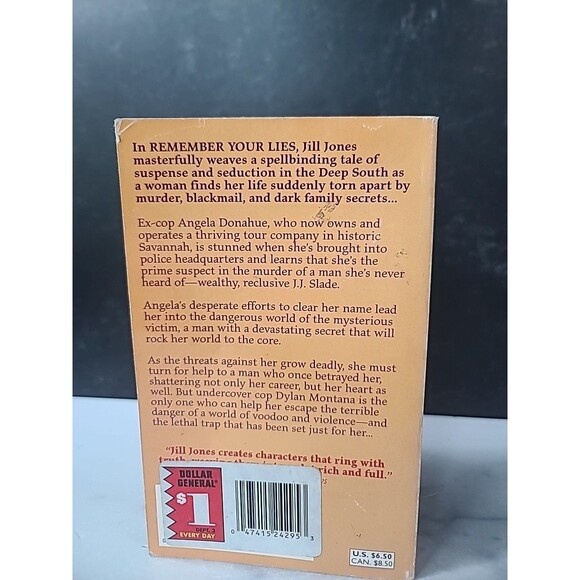 In REMEMBER YOUR LIES, Jill Jones
masterfully weaves a spellbinding tale of
suspense and seduction in the Deep South as
a woman finds her life suddenly torn apart by
murder, blackmail, and dark family secrets...
Ex-cop Angela Donahue, who now owns and
operates a thriving tour company in historic
Savannah, is stunned when she's brought into
police headquarters and learns that she's the
prime suspect in the murder of a man she's never
heard of—wealthy, reclusive J.J. Slade.
Angela's desperate efforts to clear her name lead
her into the dangerous world of the mysterious
victim, a man with a devastating secret that will
rock her world to the core.
As the threats against her grow deadly, she must
turn for help to a man who once betrayed her,
shattering not only her career, but her heart as
well. But undercover cop Dylan Montana is the
only one who can help her escape the terrible
danger of a world of voodoo and violence—and
the lethal trap that has been set just for her...
"Jill Jones creates characters that ring with
rich and full."
DOLLAR
GENERAL®
$1
DEPT. 3
EVERY DAY
0 47415 24295 3
U.S. $6.50
CAN. $8.50